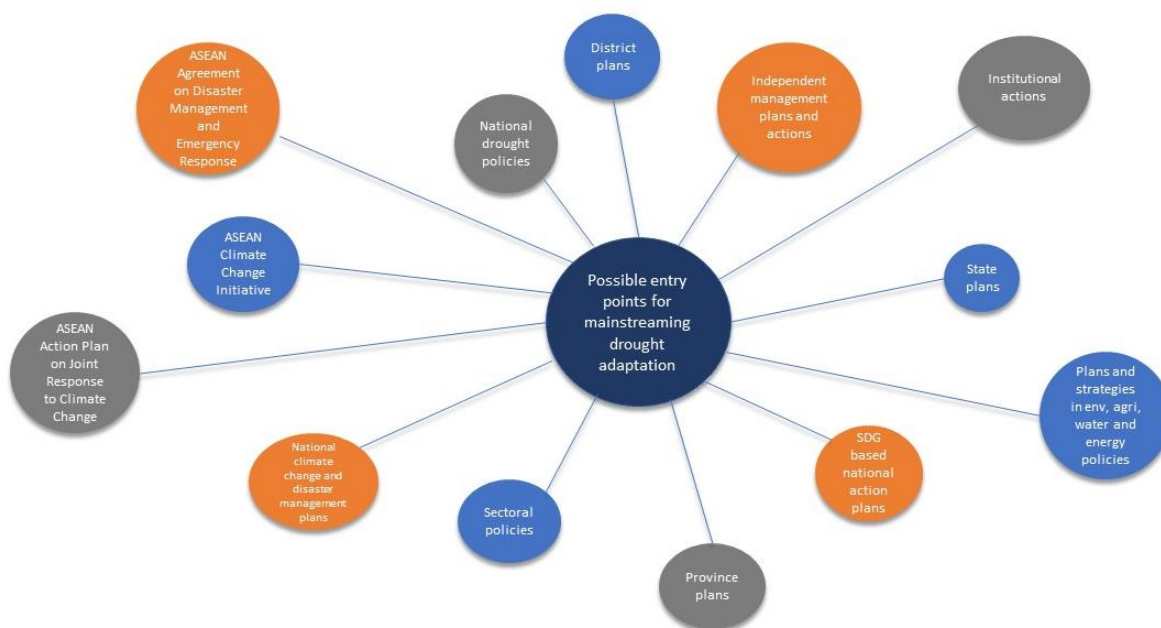 ASEAN
Agreement
on Disaster
Management
and
Emergency
Response
National
drought
policies
District
plans
Independent
management
plans and
actions
Institutional
actions
ASEAN
Climate
Change
Initiative
Possible entry
points for
mainstreaming
drought
adaptation
State
plans
ASEAN
Action Plan
on Joint
Response
to Climate
Change
Plans and
strategies
in env, agri,
water and
energy
policies
National
climate
change and
disaster
management
plans
Sectoral
policies
SDG
based
national
action
plans
Province
plans